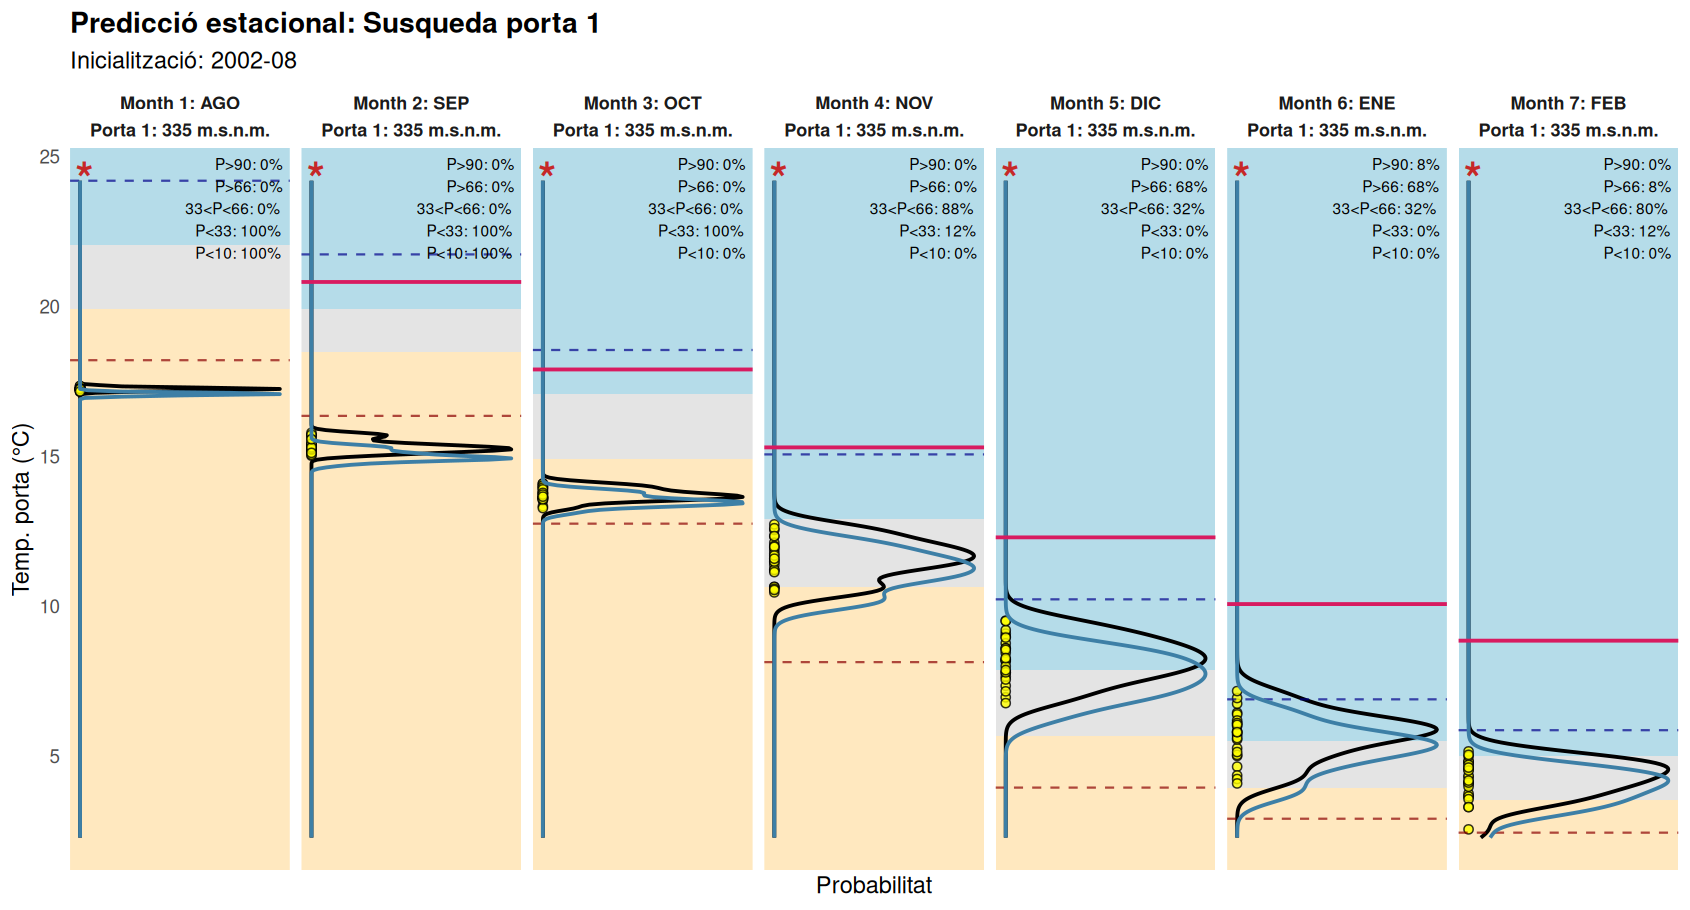 Predicció estacional: Susqueda porta 1
Inicialització: 2002-08
Month 1: AGO
Porta 1: 335 m.s.n.m.
Month 2: SEP
Porta 1: 335 m.s.n.m.
Month 3: OCT
Porta 1: 335 m.s.n.m.
Month 4: NOV
Porta 1: 335 m.s.n.m.
Month 5: DIC
Porta 1: 335 m.s.n.m.
Month 6: ENE
Porta 1: 335 m.s.n.m.
Month 7: FEB
Porta 1: 335 m.s.n.m.
*
P>90: 0%
P>66: 0%
33<P<66: 0%
P<33: 100%
P<10: 100%
*
P>90: 0%
P>66: 0%
33<P<66: 0%
P<33: 100%
P<10: 100%
*
P>90: 0%
P>66: 0%
33<P<66: 0%
P<33: 100%
P<10: 0%
*
P>90: 0%
P>66: 0%
33<P<66: 88%
P<33: 12%
P<10: 0%
*
P>90: 0%
P>66: 68%
33<P<66: 32%
P<33: 0%
P<10: 0%
*
P>90: 8%
P>66: 68%
33<P<66: 32%
P<33: 0%
P<10: 0%
*
P>90: 0%
P>66: 8%
33<P<66: 80%
P<33: 12%
P<10: 0%
25
20
15
10
5
Temp. porta (°C)
Probabilitat